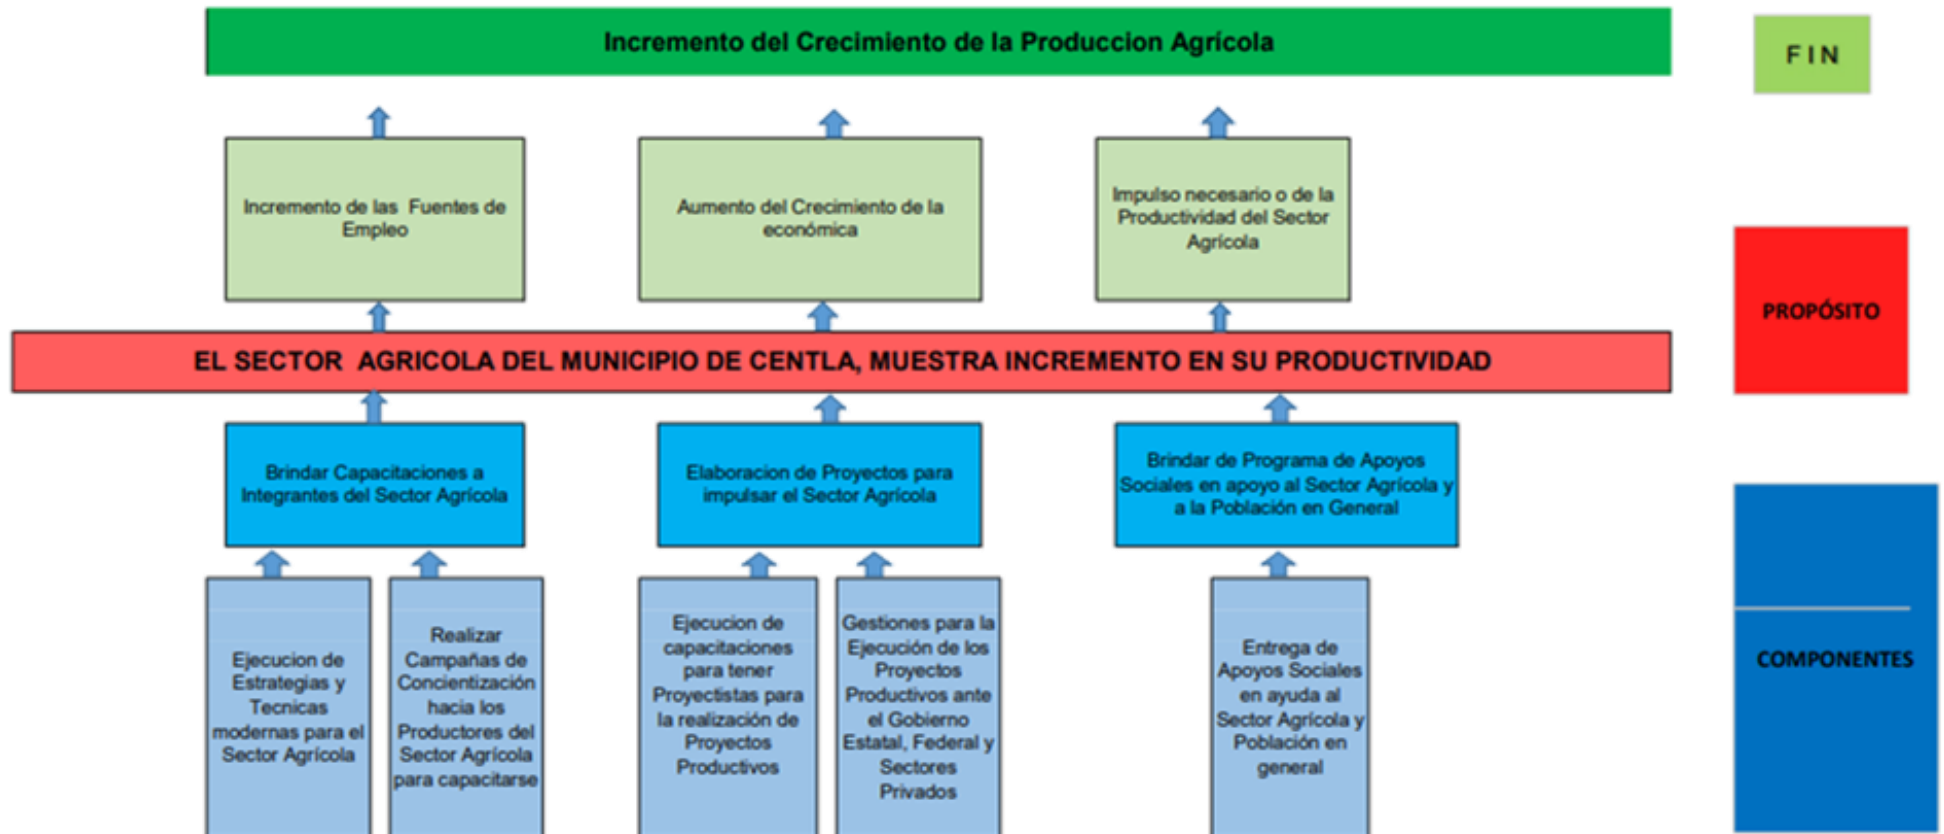 Incremento del Crecimiento de la Produccion Agrícola
F I N
Incremento de las Fuentes de
Empleo
Aumento del Crecimiento de la
económica
Impulso necesario o de la
Productividad del Sector
Agrícola
EL SECTOR AGRICOLA DEL MUNICIPIO DE CENTLA, MUESTRA INCREMENTO EN SU PRODUCTIVIDAD
PROPÓSITO
Brindar Capacitaciones a
Integrantes del Sector Agrícola
Elaboracion de Proyectos para
impulsar el Sector Agrícola
Brindar de Programa de Apoyos
Sociales en apoyo al Sector Agrícola y
a la Población en General
Ejecucion de
Estrategias y
Tecnicas
modernas para el
Sector Agrícola
Realizar
Campañas de
Concientización
hacia los
Productores del
Sector Agrícola
para capacitarse
Ejecucion de
capacitaciones
para tener
Proyectistas para
la realización de
Proyectos
Productivos
Gestiones para la
Ejecución de los
Proyectos
Productivos ante
el Gobierno
Estatal, Federal y
Sectores
Privados
Entrega de
Apoyos Sociales
en ayuda al
Sector Agrícola y
Población en
general
COMPONENTES